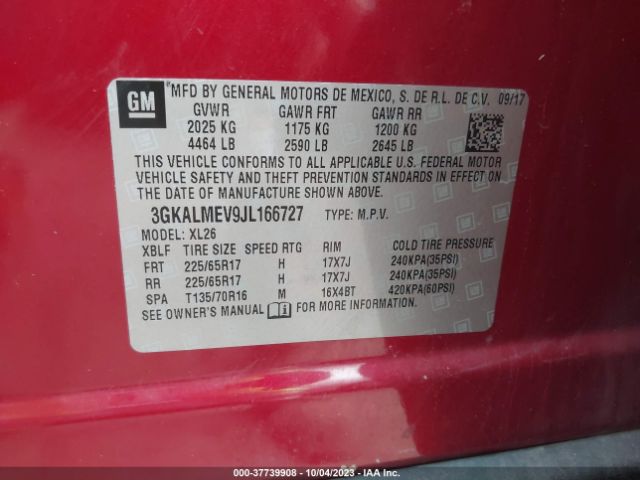 GM
*MFD BY GENERAL MOTORS DE MEXICO, S. DE R.L. DE C.V. 09/17
GVWR GAWR FRT GAWR RR
2025 KG 1175 KG 1200 KG
4464 LB 2590 LB 2645 LB
THIS VEHICLE CONFORMS TO ALL APPLICABLE U.S. FEDERAL MOTOR
VEHICLE SAFETY AND THEFT PREVENTION STANDARDS IN EFFECT ON
THE DATE OF MANUFACTURE SHOWN ABOVE.
3GKALMEV9JL166727 TYPE: M.P.V.
MODEL: XL26
XBLF TIRE SIZE SPEED RTG RIM COLD TIRE PRESSURE
FRT 225/65R17 H 17X7J 240KPA(35PSI)
RR 225/65R17 H 17X7J 240KPA(35PSI)
SPA T135/70R16 M 16X4BT 420KPA(60PSI)
SEE OWNER'S MANUAL i FOR MORE INFORMATION.
000-37739908 - 10/04/2023 - IAA, Inc.